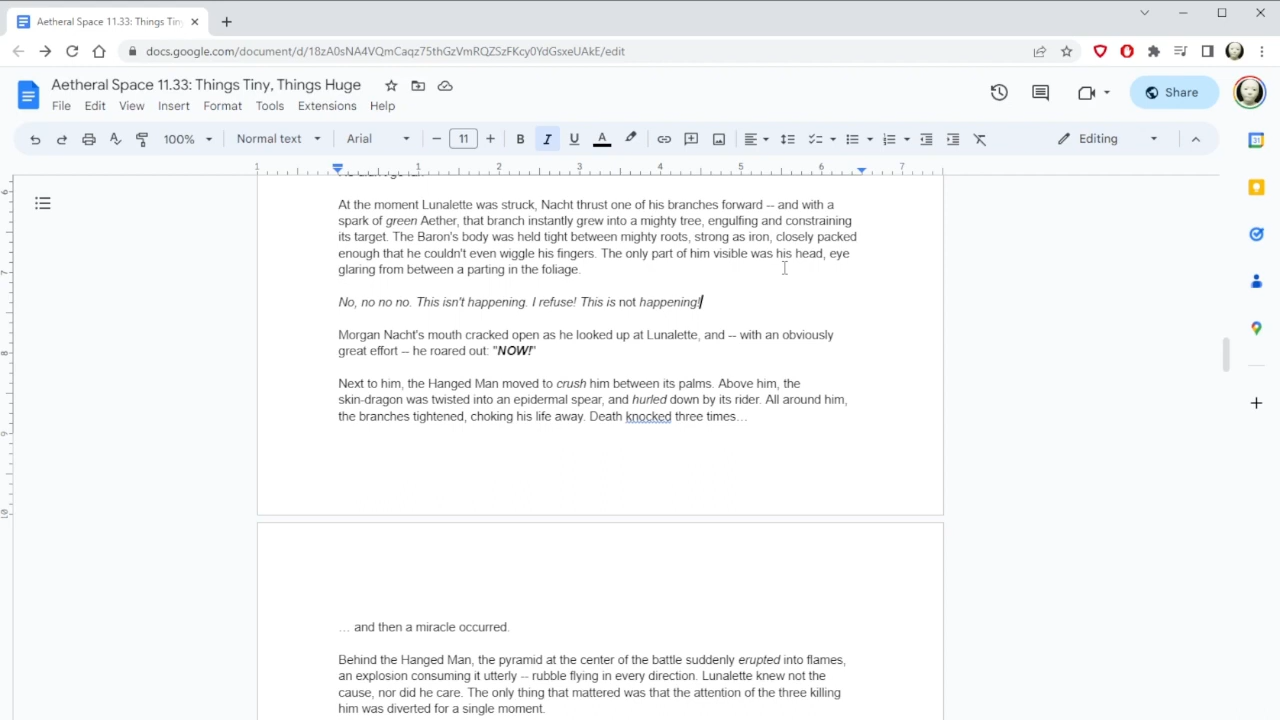 Aetheral Space 11.33: Things Tiny
docs.google.com/document/d/18zA0sNA4VQmCaqz75thGzVmRQZSzFKcy0YdGsxeUAkE/edit
Aetheral Space 11.33: Things Tiny, Things Huge
File Edit View Insert Format Tools Extensions Help
Share
100% Normal text Arial 11 B I U A Editing
1 1 2 3 4 5 6 7
At the moment Lunalette was struck, Nacht thrust one of his branches forward -- and with a
spark of green Aether, that branch instantly grew into a mighty tree, engulfing and constraining
its target. The Baron's body was held tight between mighty roots, strong as iron, closely packed
enough that he couldn't even wiggle his fingers. The only part of him visible was his head, eye
glaring from between a parting in the foliage.
No, no no no. This isn't happening. I refuse! This is not happening!
Morgan Nacht's mouth cracked open as he looked up at Lunalette, and -- with an obviously
great effort -- he roared out: "NOW!"
Next to him, the Hanged Man moved to crush him between its palms. Above him, the
skin-dragon was twisted into an epidermal spear, and hurled down by its rider. All around him,
the branches tightened, choking his life away. Death knocked three times…
… and then a miracle occurred.
Behind the Hanged Man, the pyramid at the center of the battle suddenly erupted into flames,
an explosion consuming it utterly -- rubble flying in every direction. Lunalette knew not the
cause, nor did he care. The only thing that mattered was that the attention of the three killing
him was diverted for a single moment.